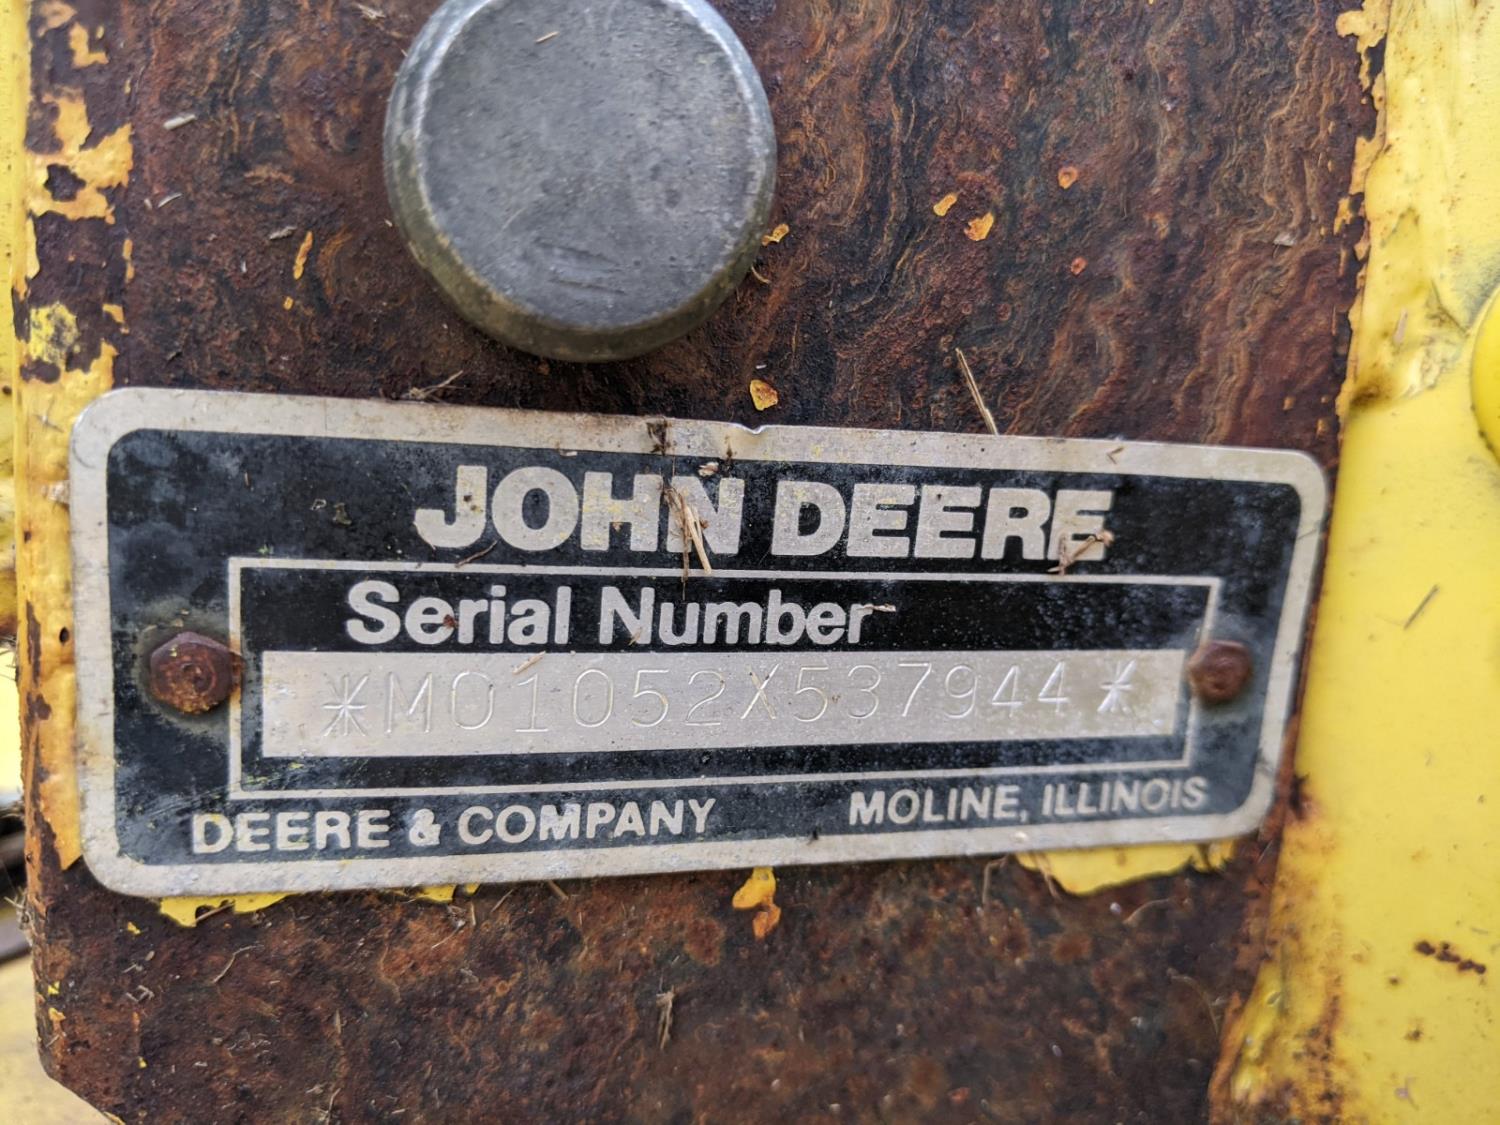 JOHN DEERE
Serial Number
*M01052X537944*
DEERE & COMPANY MOLINE, ILLINOIS